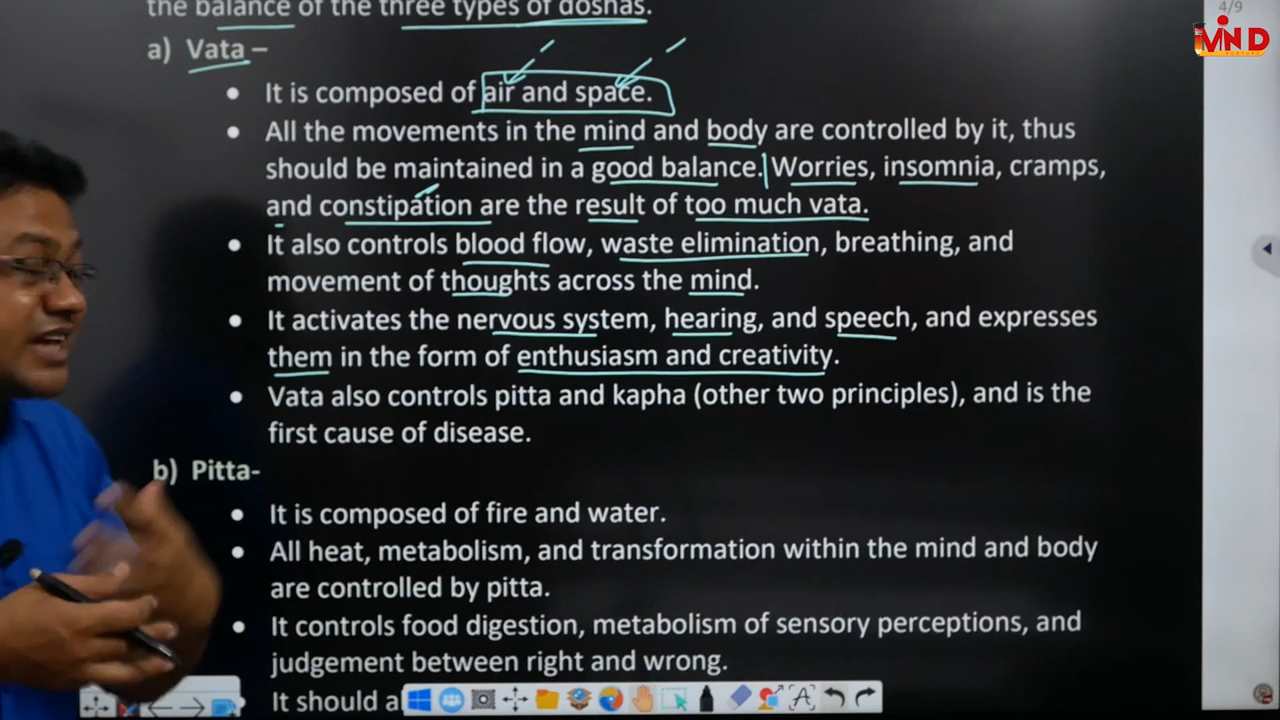 the balance of the three types of doshas.
4/9
MIND
a) Vata –
• It is composed of air and space.
• All the movements in the mind and body are controlled by it, thus
should be maintained in a good balance. Worries, insomnia, cramps,
and constipation are the result of too much vata.
• It also controls blood flow, waste elimination, breathing, and
movement of thoughts across the mind.
• It activates the nervous system, hearing, and speech, and expresses
them in the form of enthusiasm and creativity.
• Vata also controls pitta and kapha (other two principles), and is the
first cause of disease.
b) Pitta-
• It is composed of fire and water.
• All heat, metabolism, and transformation within the mind and body
are controlled by pitta.
• It controls food digestion, metabolism of sensory perceptions, and
judgement between right and wrong.
It should a